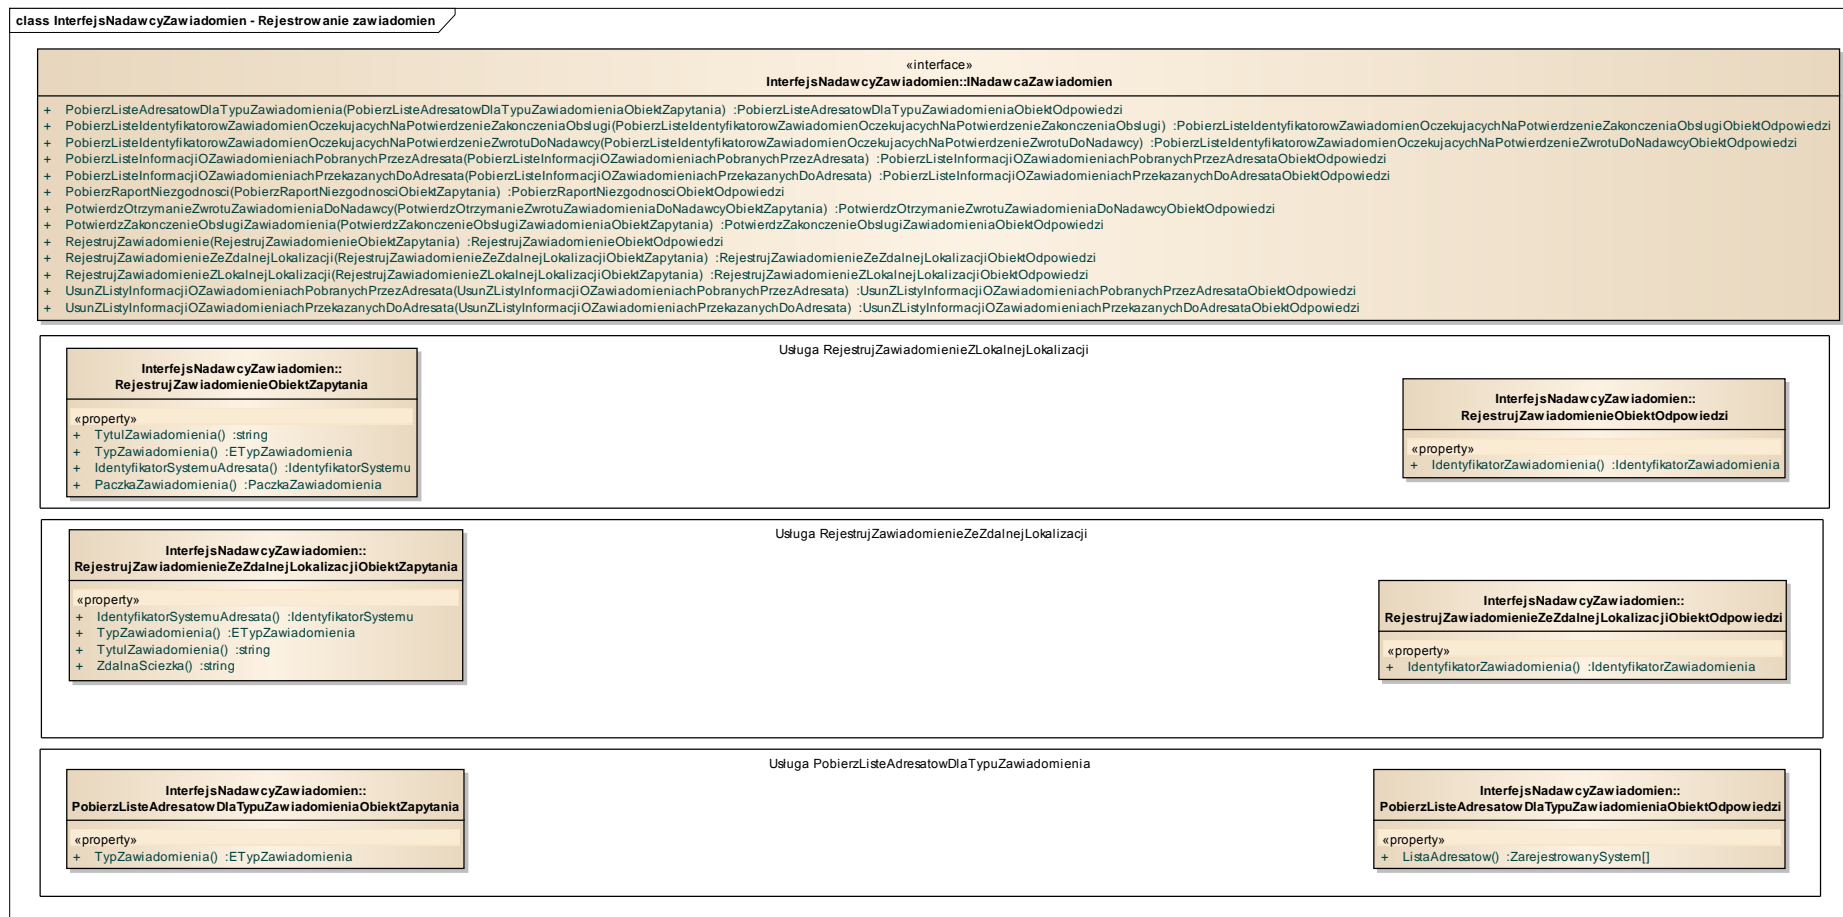 class InterfejsNadawcyZawiadomien - Rejestrowanie zawiadomien
«interface»
InterfejsNadawcyZawiadomien::INadawcaZawiadomien
+ PobierzListeAdresatowDlaTypuZawiadomienia(PobierzListeAdresatowDlaTypuZawiadomieniaObiektZapytania) :PobierzListeAdresatowDlaTypuZawiadomieniaObiektOdpowiedzi
+ PobierzListeIdentyfikatorowZawiadomienOczekujacychNaPotwierdzenieZakonczeniaObslugi(PobierzListeIdentyfikatorowZawiadomienOczekujacychNaPotwierdzenieZakonczeniaObslugi) :PobierzListeIdentyfikatorowZawiadomienOczekujacychNaPotwierdzenieZakonczeniaObslugiObiektOdpowiedzi
+ PobierzListeIdentyfikatorowZawiadomienOczekujacychNaPotwierdzenieZwrotuDoNadawcy(PobierzListeIdentyfikatorowZawiadomienOczekujacychNaPotwierdzenieZwrotuDoNadawcy) :PobierzListeIdentyfikatorowZawiadomienOczekujacychNaPotwierdzenieZwrotuDoNadawcyObiektOdpowiedzi
+ PobierzListeInformacjiOZawiadomieniachPobranychPrzezAdresata(PobierzListeInformacjiOZawiadomieniachPobranychPrzezAdresata) :PobierzListeInformacjiOZawiadomieniachPobranychPrzezAdresataObiektOdpowiedzi
+ PobierzListeInformacjiOZawiadomieniachPrzekazanychDoAdresata(PobierzListeInformacjiOZawiadomieniachPrzekazanychDoAdresata) :PobierzListeInformacjiOZawiadomieniachPrzekazanychDoAdresataObiektOdpowiedzi
+ PobierzRaportNiezgodnosci(PobierzRaportNiezgodnosciObiektZapytania) :PobierzRaportNiezgodnosciObiektOdpowiedzi
+ PotwierdzOtrzymanieZwrotuZawiadomieniaDoNadawcy(PotwierdzOtrzymanieZwrotuZawiadomieniaDoNadawcyObiektZapytania) :PotwierdzOtrzymanieZwrotuZawiadomieniaDoNadawcyObiektOdpowiedzi
+ PotwierdzZakonczenieObslugiZawiadomienia(PotwierdzZakonczenieObslugiZawiadomieniaObiektZapytania) :PotwierdzZakonczenieObslugiZawiadomieniaObiektOdpowiedzi
+ RejestrujZawiadomienie(RejestrujZawiadomienieObiektZapytania) :RejestrujZawiadomienieObiektOdpowiedzi
+ RejestrujZawiadomienieZeZdalnejLokalizacji(RejestrujZawiadomienieZeZdalnejLokalizacjiObiektZapytania) :RejestrujZawiadomienieZeZdalnejLokalizacjiObiektOdpowiedzi
+ RejestrujZawiadomienieZLokalnejLokalizacji(RejestrujZawiadomienieZLokalnejLokalizacjiObiektZapytania) :RejestrujZawiadomienieZLokalnejLokalizacjiObiektOdpowiedzi
+ UsunZListyInformacjiOZawiadomieniachPobranychPrzezAdresata(UsunZListyInformacjiOZawiadomieniachPobranychPrzezAdresata) :UsunZListyInformacjiOZawiadomieniachPobranychPrzezAdresataObiektOdpowiedzi
+ UsunZListyInformacjiOZawiadomieniachPrzekazanychDoAdresata(UsunZListyInformacjiOZawiadomieniachPrzekazanychDoAdresata) :UsunZListyInformacjiOZawiadomieniachPrzekazanychDoAdresataObiektOdpowiedzi
Usługa RejestrujZawiadomienieZLokalnejLokalizacji
InterfejsNadawcyZawiadomien::
RejestrujZawiadomienieObiektZapytania
«property»
+ TytulZawiadomienia() :string
+ TypZawiadomienia() :ETypZawiadomienia
+ IdentyfikatorSystemuAdresata() :IdentyfikatorSystemu
+ PaczkaZawiadomienia() :PaczkaZawiadomienia
InterfejsNadawcyZawiadomien::
RejestrujZawiadomienieObiektOdpowiedzi
«property»
+ IdentyfikatorZawiadomienia() :IdentyfikatorZawiadomienia
Usługa RejestrujZawiadomienieZeZdalnejLokalizacji
InterfejsNadawcyZawiadomien::
RejestrujZawiadomienieZeZdalnejLokalizacjiObiektZapytania
«property»
+ IdentyfikatorSystemuAdresata() :IdentyfikatorSystemu
+ TypZawiadomienia() :ETypZawiadomienia
+ TytulZawiadomienia() :string
+ ZdalnaSciezka() :string
InterfejsNadawcyZawiadomien::
RejestrujZawiadomienieZeZdalnejLokalizacjiObiektOdpowiedzi
«property»
+ IdentyfikatorZawiadomienia() :IdentyfikatorZawiadomienia
Usługa PobierzListeAdresatowDlaTypuZawiadomienia
InterfejsNadawcyZawiadomien::
PobierzListeAdresatowDlaTypuZawiadomieniaObiektZapytania
«property»
+ TypZawiadomienia() :ETypZawiadomienia
InterfejsNadawcyZawiadomien::
PobierzListeAdresatowDlaTypuZawiadomieniaObiektOdpowiedzi
«property»
+ ListaAdresatow() :ZarejestrowanySystem[]